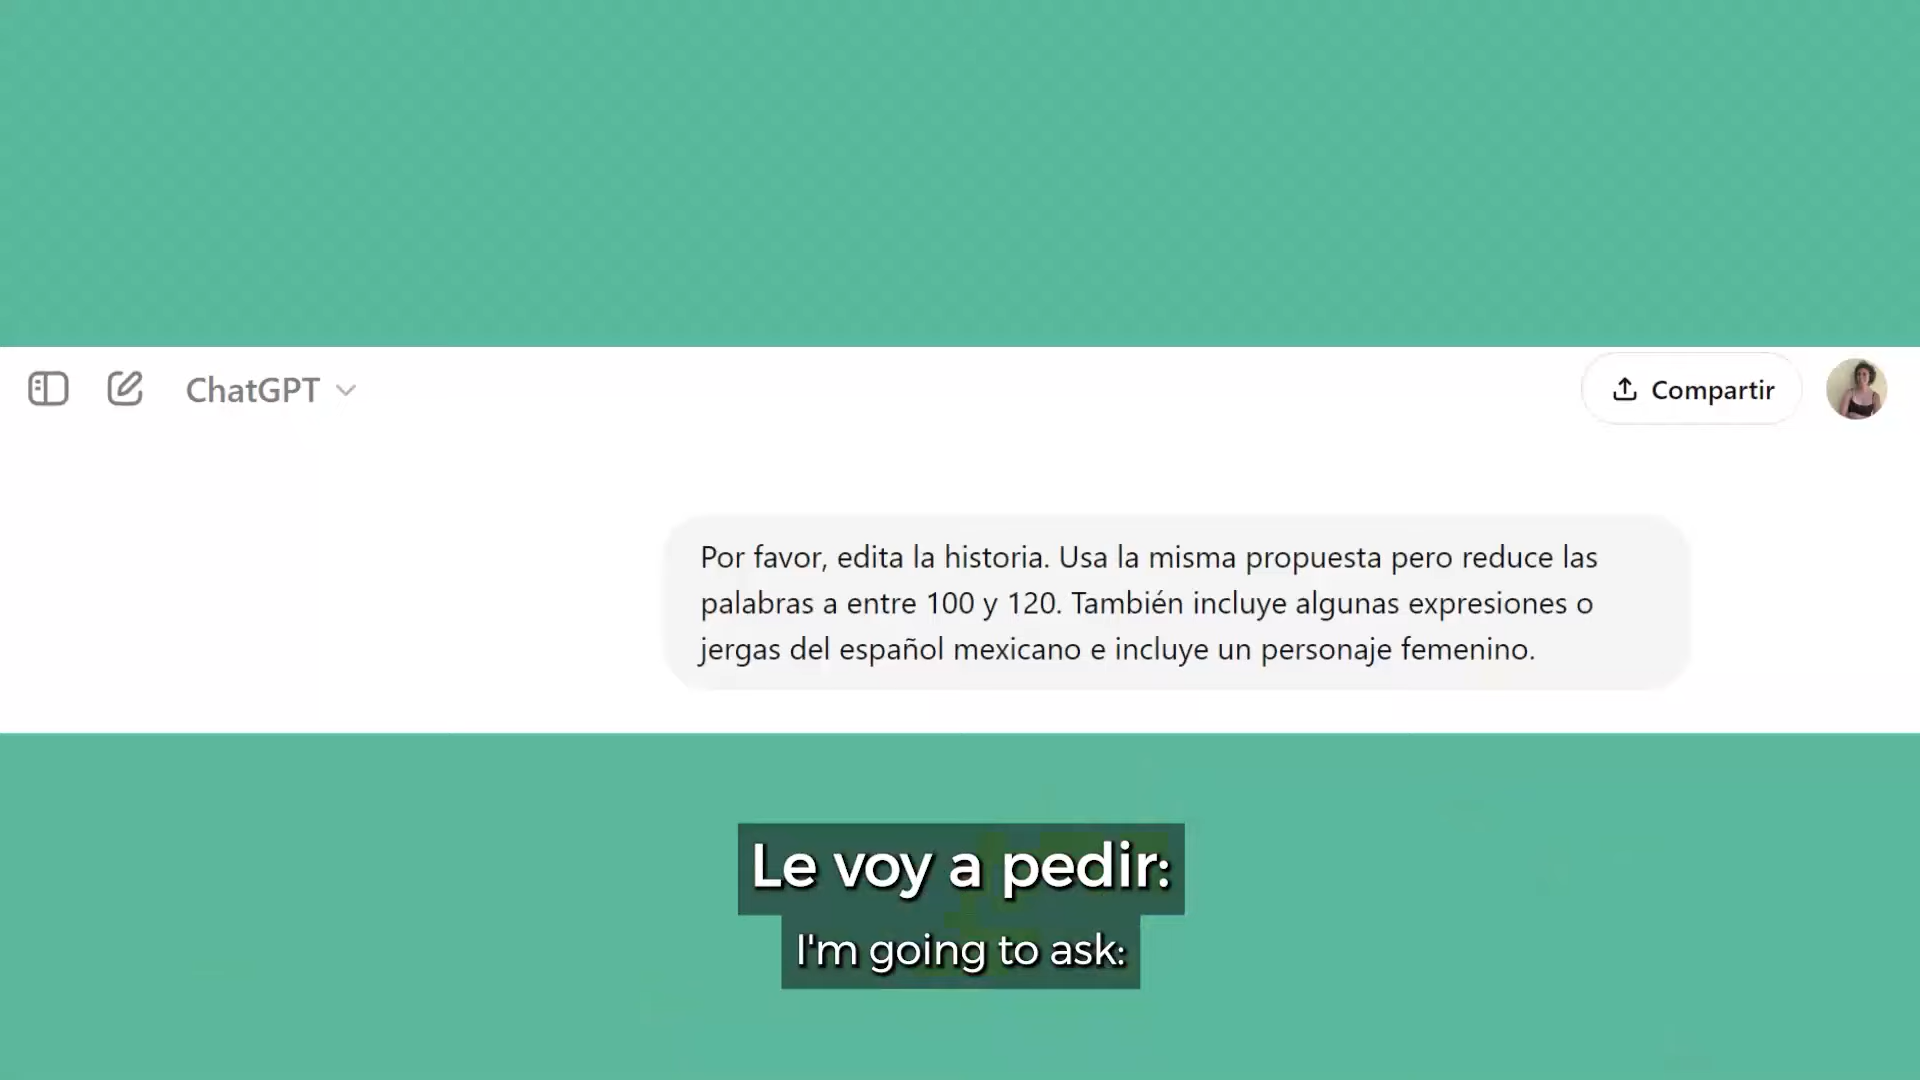 ChatGPT
Compartir
Por favor, edita la historia. Usa la misma propuesta pero reduce las
palabras a entre 100 y 120. También incluye algunas expresiones o
jergas del español mexicano e incluye un personaje femenino.
Le voy a pedir:
I'm going to ask: